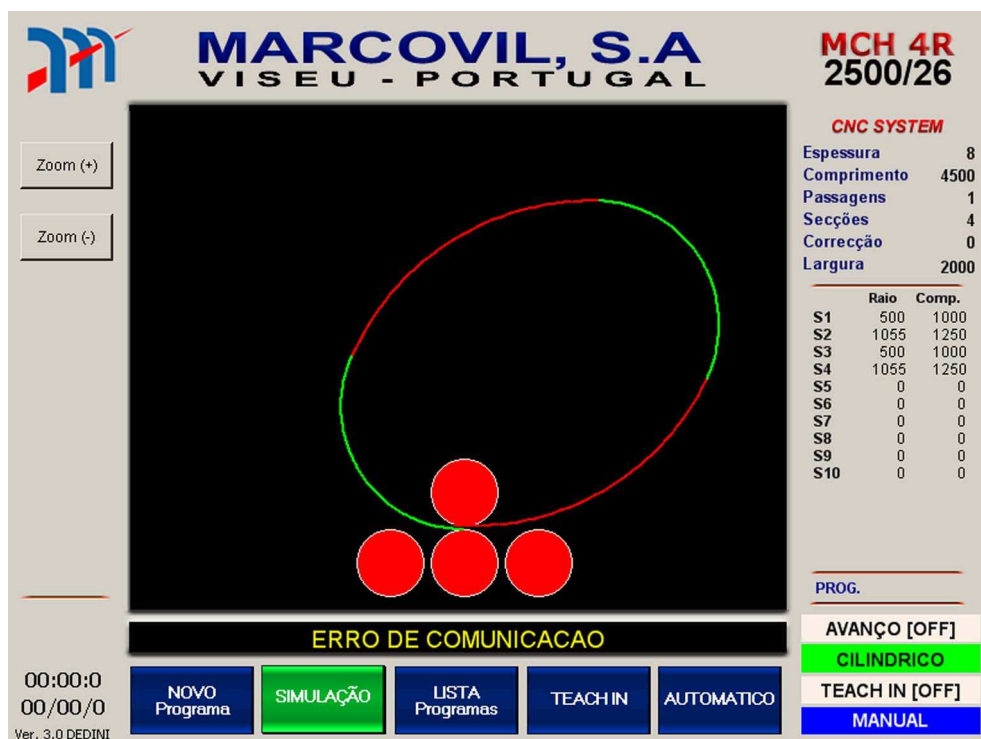 MARCOVIL, S.A
VISEU - PORTUGAL
MCH 4R
2500/26
Zoom (+)
Zoom (-)
CNC SYSTEM
Espessura 8
Comprimento 4500
Passagens 1
Secções 4
Correcção 0
Largura 2000
Raio Comp.
S1 500 1000
S2 1055 1250
S3 500 1000
S4 1055 1250
S5 0 0
S6 0 0
S7 0 0
S8 0 0
S9 0 0
S10 0 0
PROG.
AVANÇO [OFF]
CILINDRICO
TEACH IN [OFF]
MANUAL
ERRO DE COMUNICACAO
00:00:0
00/00/0
Ver. 3.0 DEDINI
NOVO
Programa
SIMULAÇÃO
LISTA
Programas
TEACH IN
AUTOMATICO